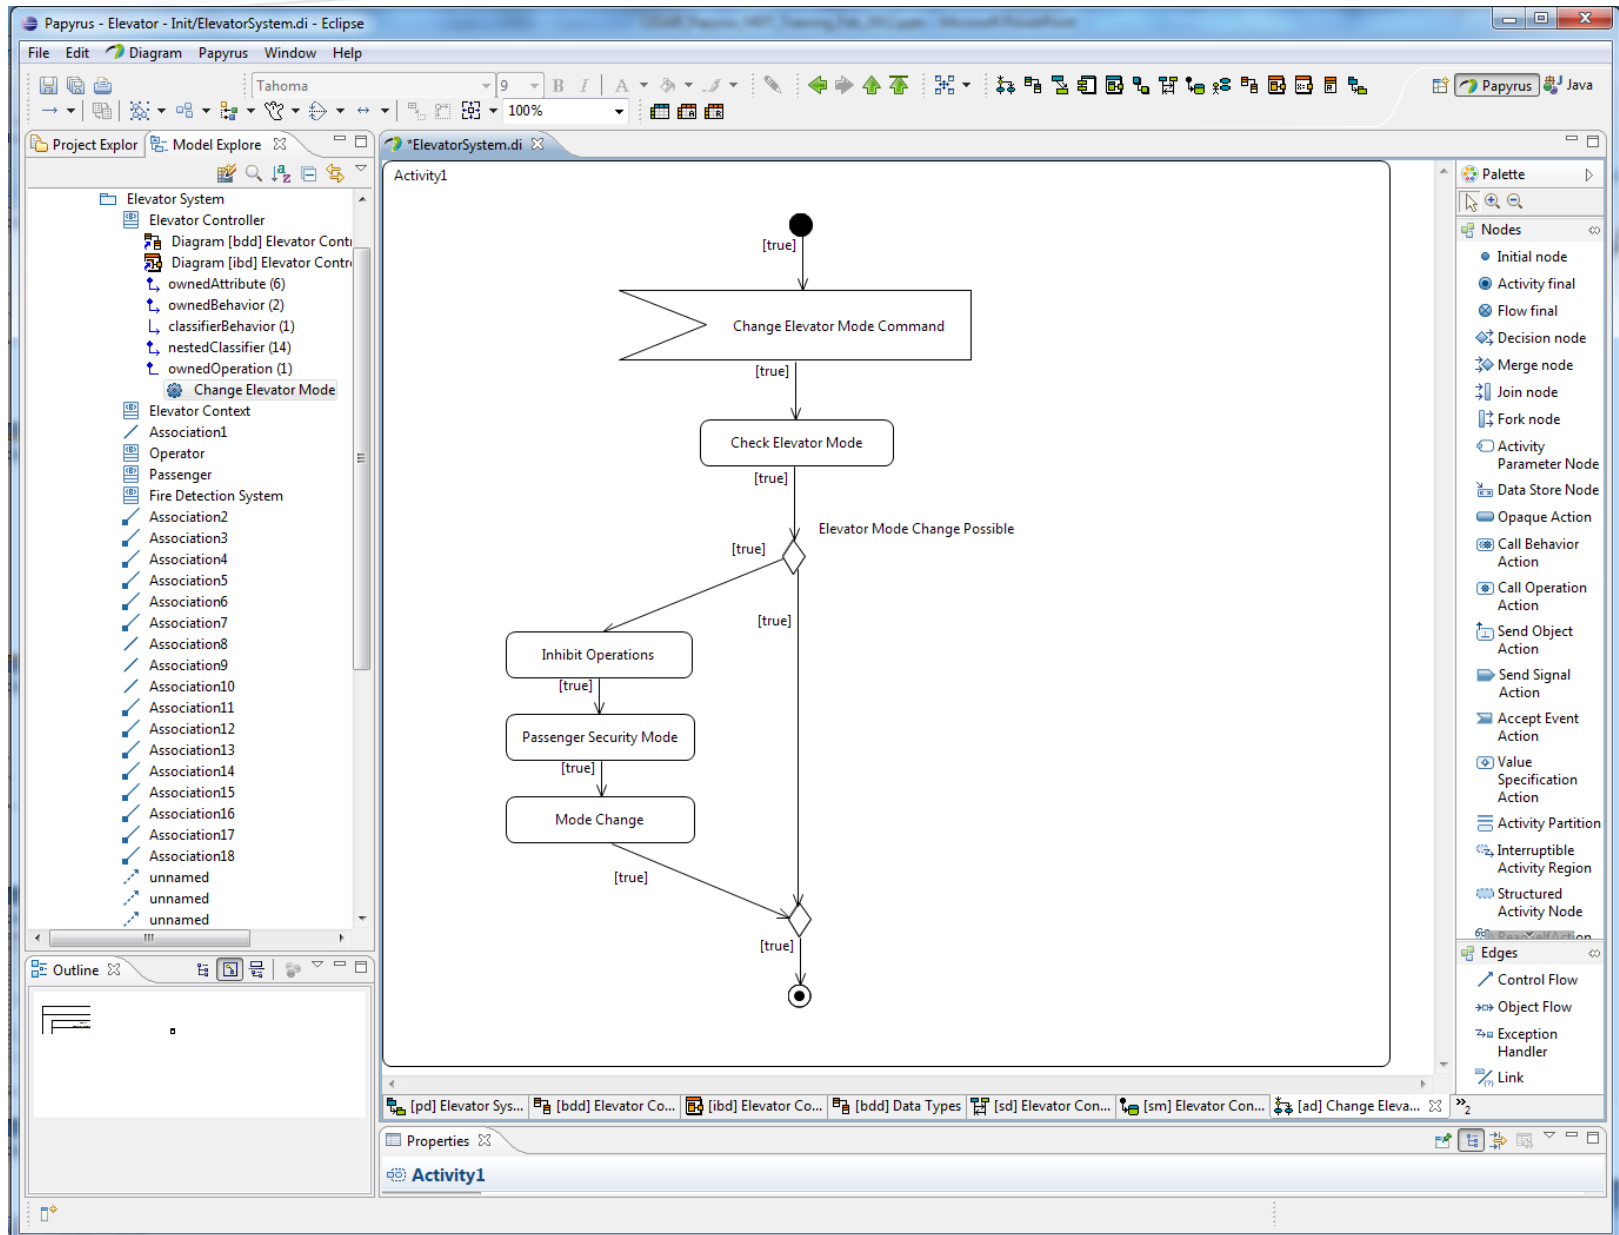 Papyrus - Elevator - Init/ElevatorSystem.di - Eclipse
File Edit Diagram Papyrus Window Help
Tahoma 9 B I A
Papyrus Java
100%
Project Explor Model Explore
Elevator System
Elevator Controller
Diagram [bdd] Elevator Contr
Diagram [ibd] Elevator Contro
ownedAttribute (6)
ownedBehavior (2)
classifierBehavior (1)
nestedClassifier (14)
ownedOperation (1)
Change Elevator Mode
Elevator Context
Association1
Operator
Passenger
Fire Detection System
Association2
Association3
Association4
Association5
Association6
Association7
Association8
Association9
Association10
Association11
Association12
Association13
Association14
Association15
Association16
Association17
Association18
unnamed
unnamed
unnamed
Outline
*ElevatorSystem.di
Activity1
[true]
Change Elevator Mode Command
[true]
Check Elevator Mode
[true]
Elevator Mode Change Possible
[true]
[true]
Inhibit Operations
[true]
Passenger Security Mode
[true]
Mode Change
[true]
[true]
Palette
Nodes
Initial node
Activity final
Flow final
Decision node
Merge node
Join node
Fork node
Activity
Parameter Node
Data Store Node
Opaque Action
Call Behavior
Action
Call Operation
Action
Send Object
Action
Send Signal
Action
Accept Event
Action
Value
Specification
Action
Activity Partition
Interruptible
Activity Region
Structured
Activity Node
ReadSelfAction
Edges
Control Flow
Object Flow
Exception
Handler
Link
[pd] Elevator Sys... [bdd] Elevator Co... [ibd] Elevator Co... [bdd] Data Types [sd] Elevator Con... [sm] Elevator Con... [ad] Change Eleva... »2
Properties
Activity1